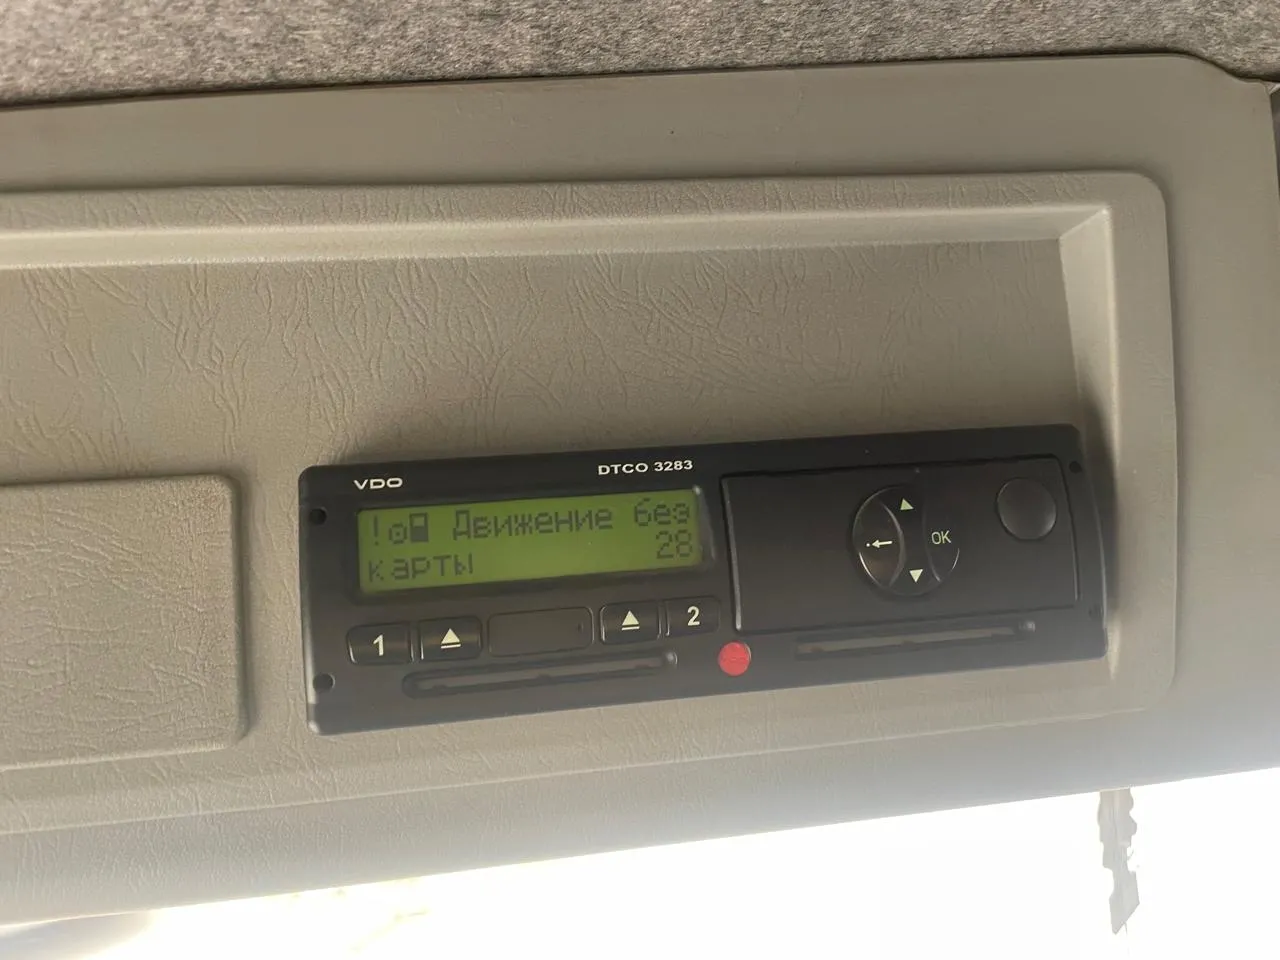 VDO
DTCO 3283
! Движение без
карты 28
1
2
OK